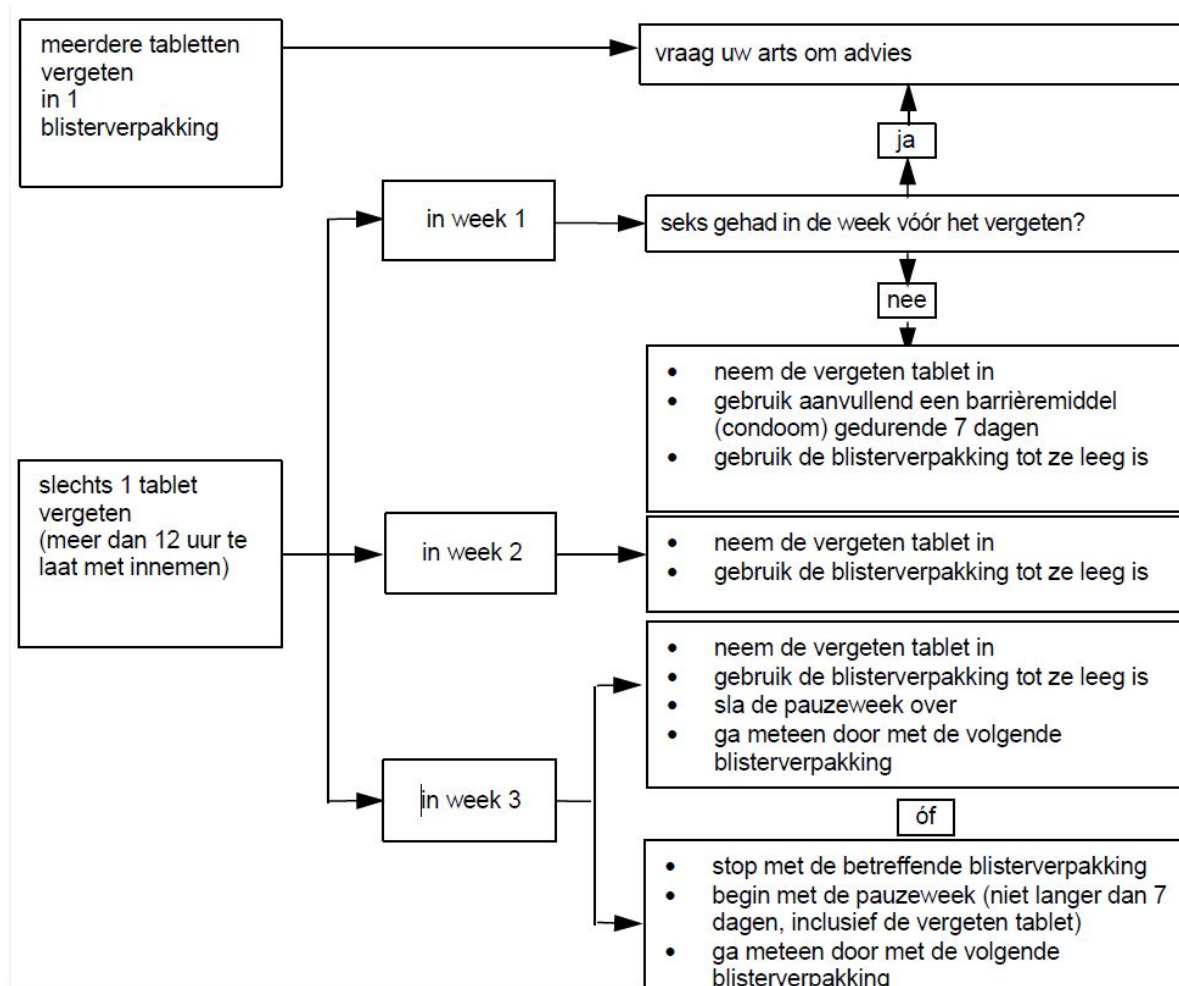 meerdere tabletten
vergeten
in 1
blisterverpakking
vraag uw arts om advies
ja
in week 1
seks gehad in de week vóór het vergeten?
nee
• neem de vergeten tablet in
• gebruik aanvullend een barrièremiddel
(condoom) gedurende 7 dagen
• gebruik de blisterverpakking tot ze leeg is
slechts 1 tablet
vergeten
(meer dan 12 uur te
laat met innemen)
in week 2
• neem de vergeten tablet in
• gebruik de blisterverpakking tot ze leeg is
in week 3
• neem de vergeten tablet in
• gebruik de blisterverpakking tot ze leeg is
• sla de pauzeweek over
• ga meteen door met de volgende
blisterverpakking
óf
• stop met de betreffende blisterverpakking
• begin met de pauzeweek (niet langer dan 7
dagen, inclusief de vergeten tablet)
• ga meteen door met de volgende
blisterverpakking